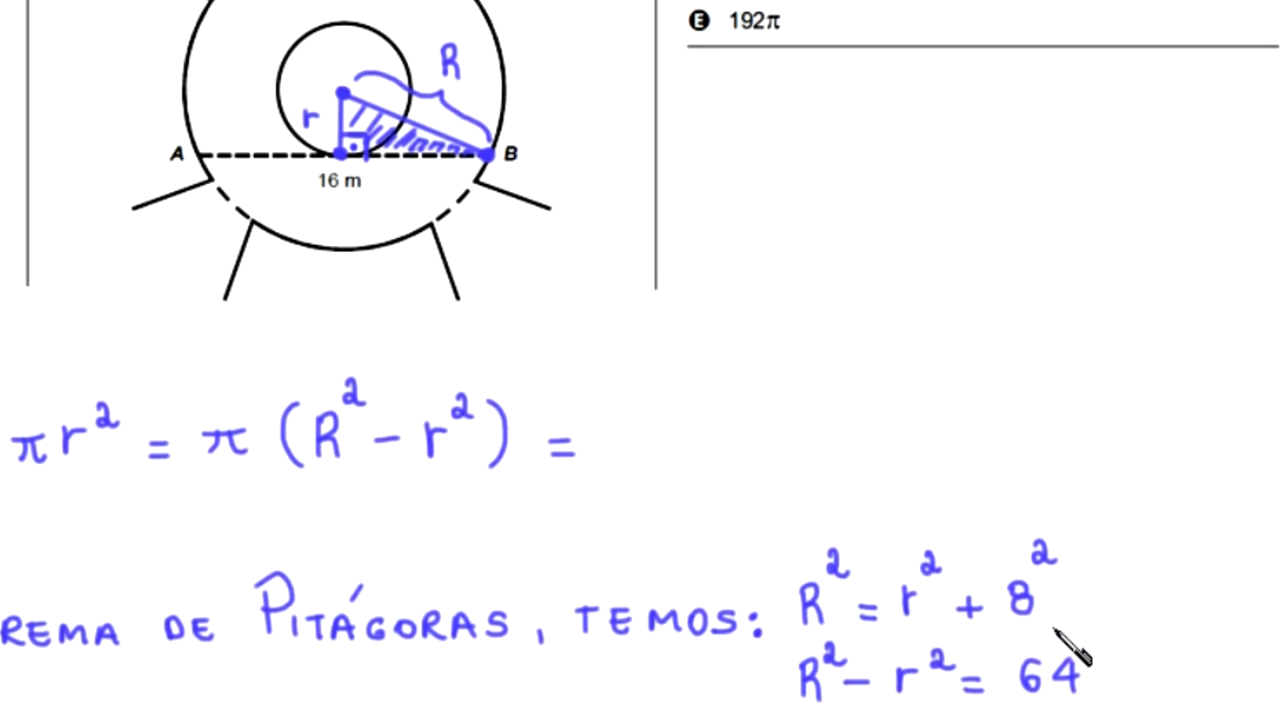 E 192π
R
r
A B
16 m
πr² = π (R² - r²) =
REMA DE PITÁGORAS, TEMOS: R² = r² + 8²
R² - r² = 64